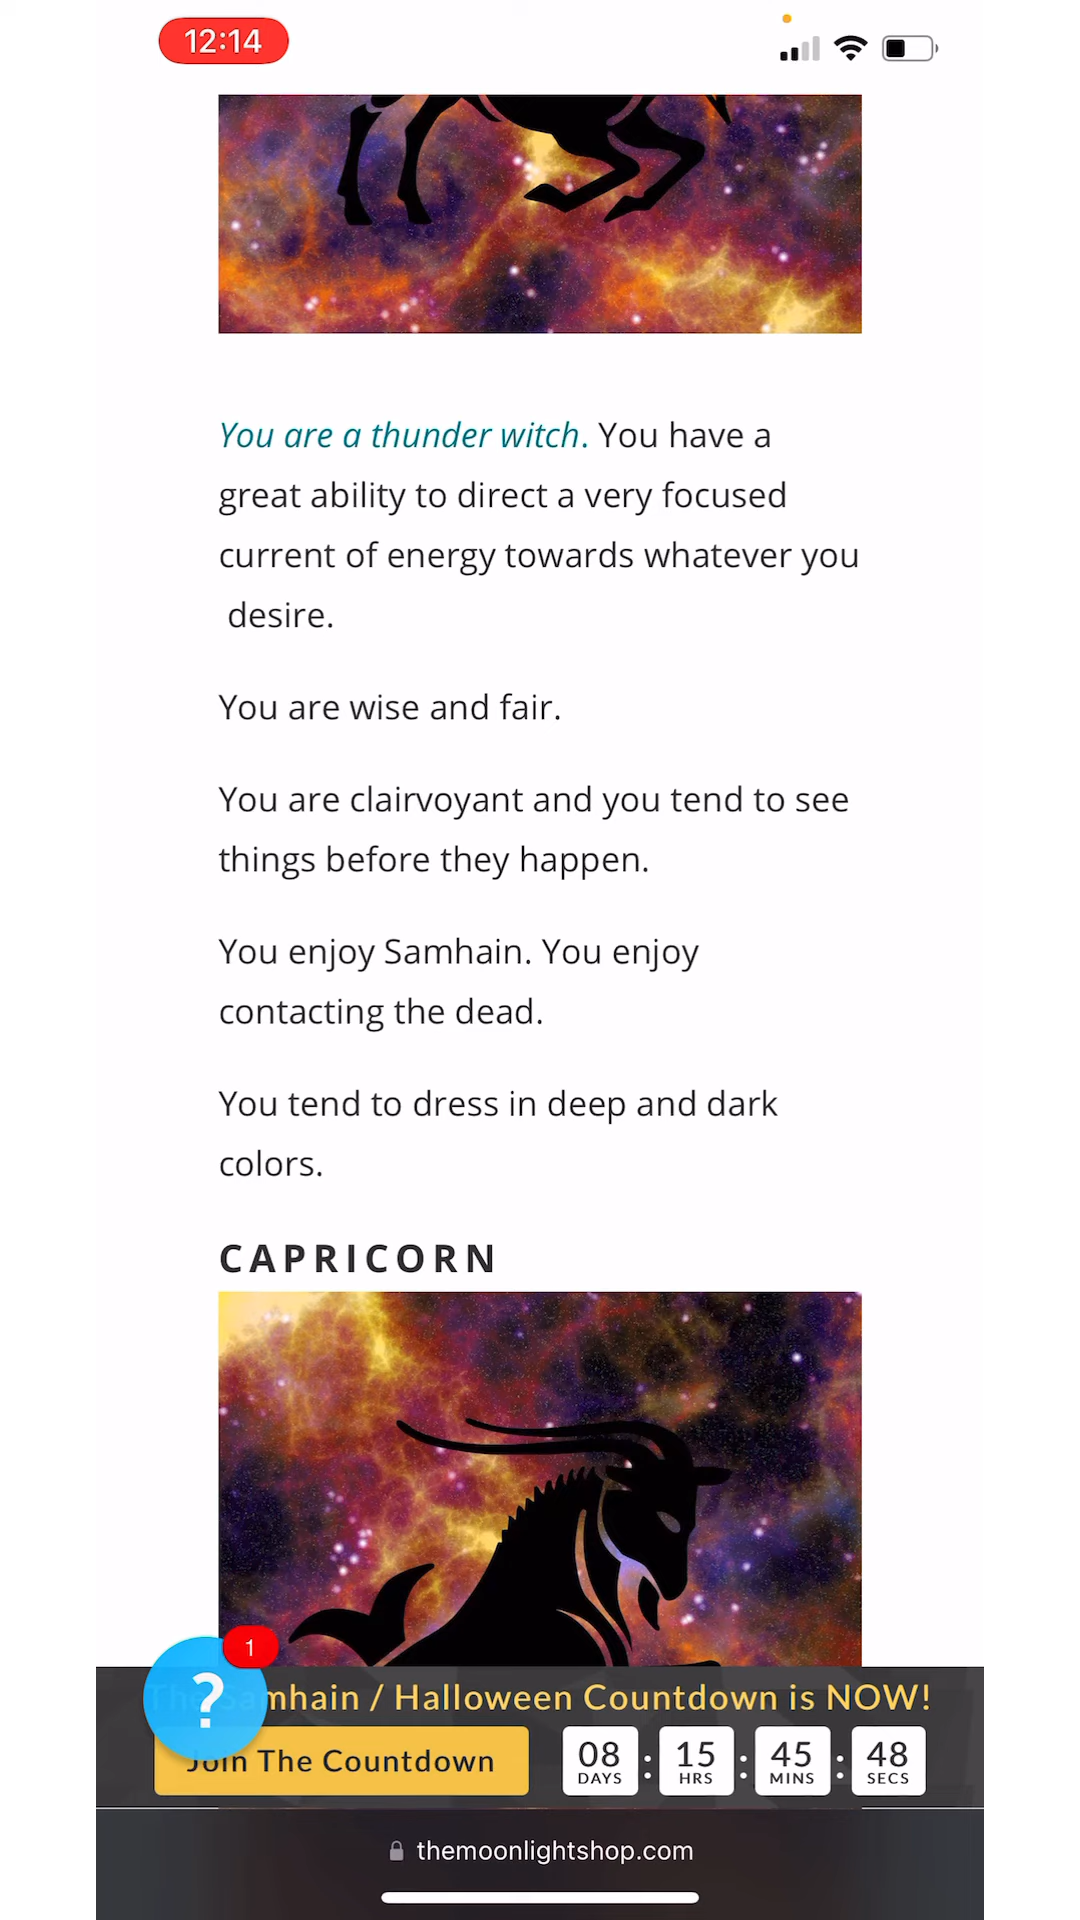 12:14
You are a thunder witch. You have a
great ability to direct a very focused
current of energy towards whatever you
desire.
You are wise and fair.
You are clairvoyant and you tend to see
things before they happen.
You enjoy Samhain. You enjoy
contacting the dead.
You tend to dress in deep and dark
colors.
CAPRICORN
1
?
The Samhain / Halloween Countdown is NOW!
Join The Countdown
08 : 15 : 45 : 48
DAYS HRS MINS SECS
themoonlightshop.com